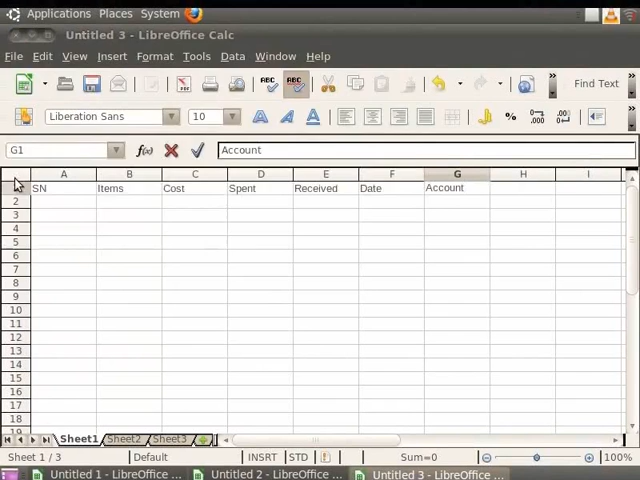 Applications Places System
Untitled 3 - LibreOffice Calc
File Edit View Insert Format Tools Data Window Help
ABC ABC Find Text
Liberation Sans 10 A A A %
G1 Account
A B C D E F G H I
SN Items Cost Spent Received Date Account
2
3
4
5
6
7
8
9
10
11
12
13
14
15
16
17
18
Sheet1 Sheet2 Sheet3
Sheet 1 / 3 Default INSRT STD Sum=0 100%
Untitled 1 - LibreOffice ... Untitled 2 - LibreOffice ... Untitled 3 - LibreOffice ...